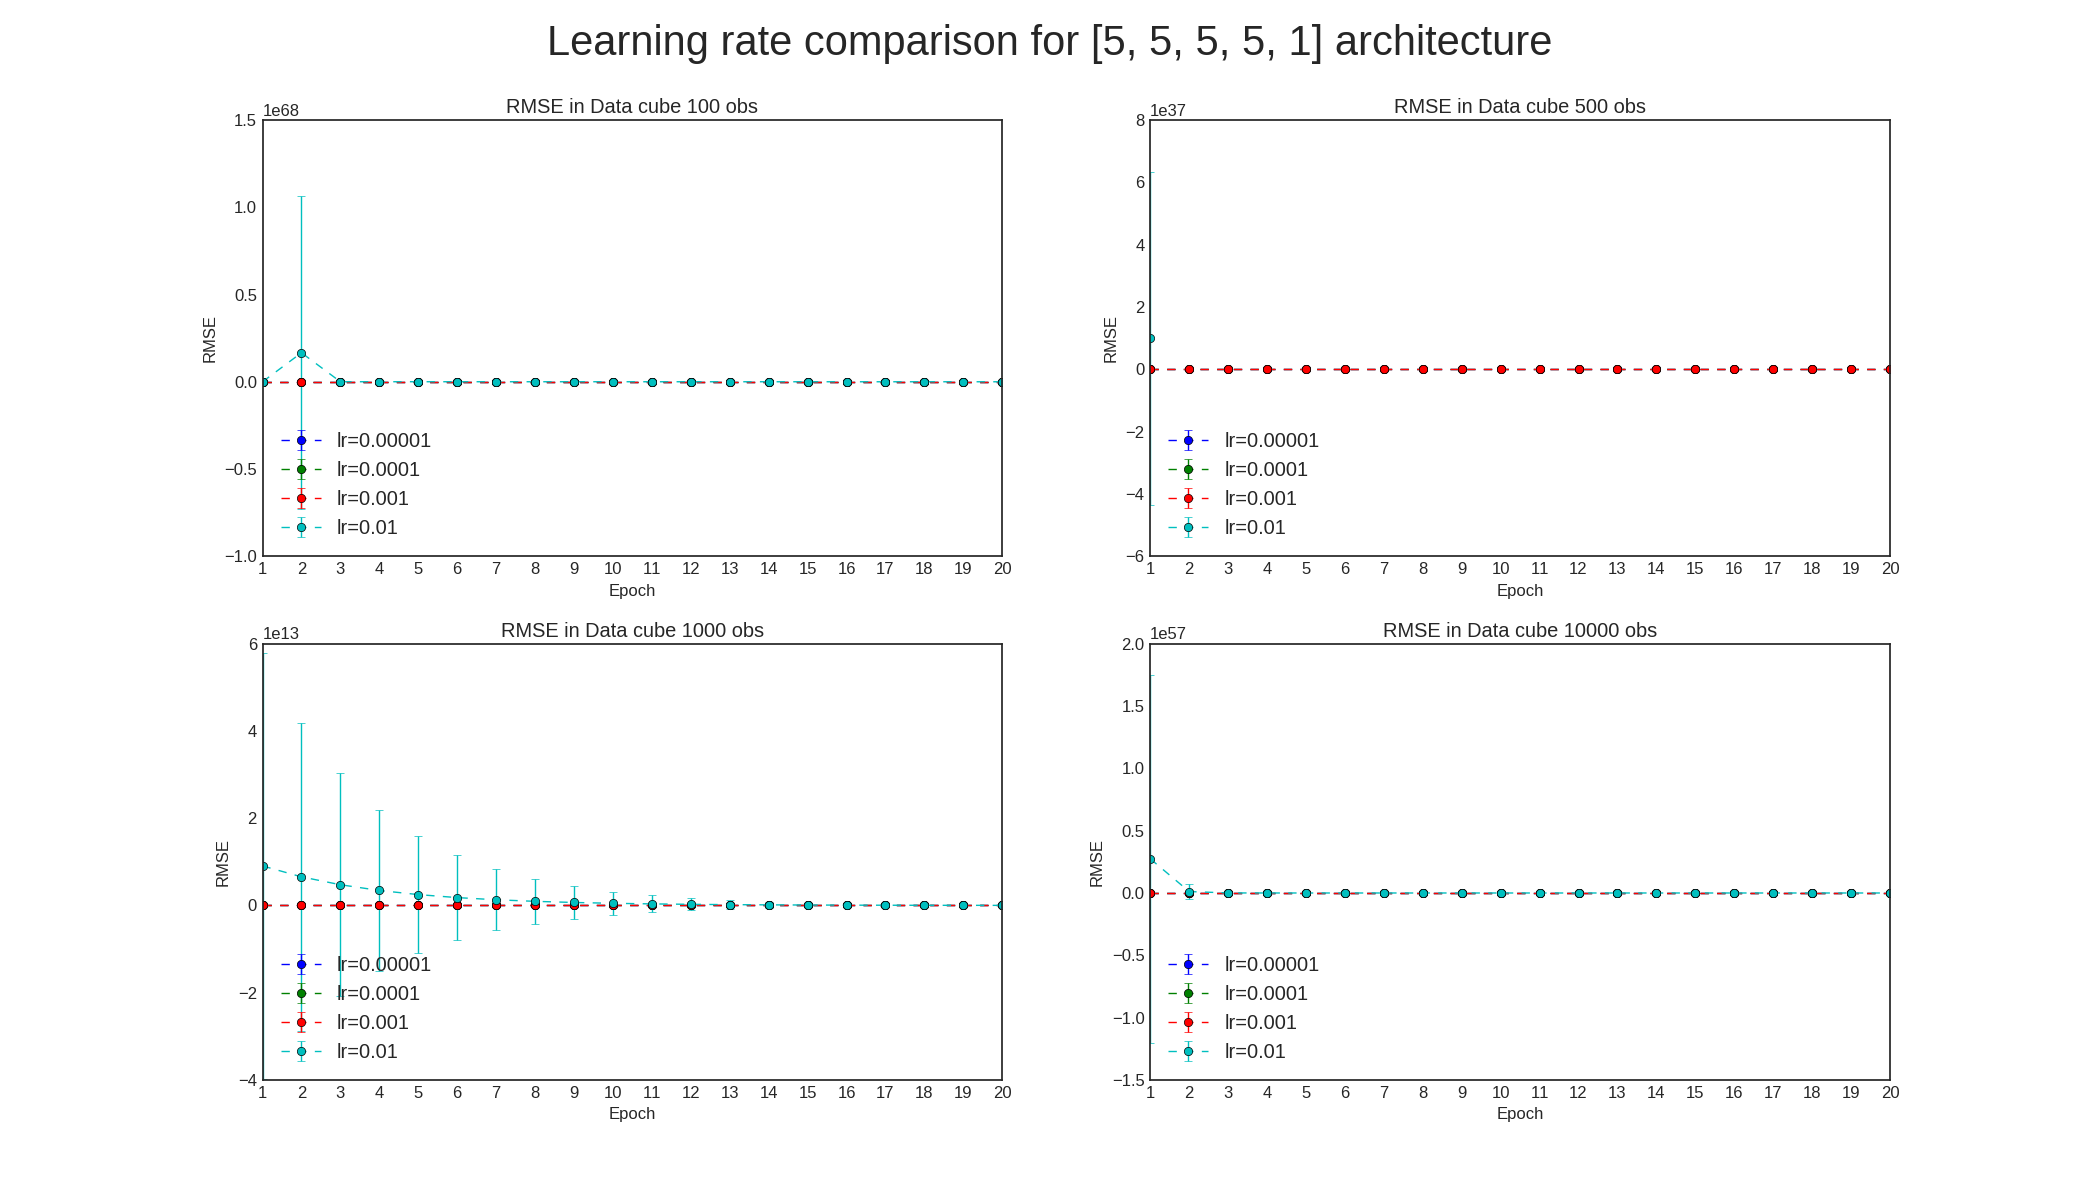 Learning rate comparison for [5, 5, 5, 5, 1] architecture
RMSE in Data cube 100 obs
1e68
1.5
1.0
0.5
0.0
−0.5
−1.0
RMSE
lr=0.00001
lr=0.0001
lr=0.001
lr=0.01
1 2 3 4 5 6 7 8 9 10 11 12 13 14 15 16 17 18 19 20
Epoch
RMSE in Data cube 500 obs
1e37
8
6
4
2
0
−2
−4
−6
RMSE
lr=0.00001
lr=0.0001
lr=0.001
lr=0.01
1 2 3 4 5 6 7 8 9 10 11 12 13 14 15 16 17 18 19 20
Epoch
RMSE in Data cube 1000 obs
1e13
6
4
2
0
−2
−4
RMSE
lr=0.00001
lr=0.0001
lr=0.001
lr=0.01
1 2 3 4 5 6 7 8 9 10 11 12 13 14 15 16 17 18 19 20
Epoch
RMSE in Data cube 10000 obs
1e57
2.0
1.5
1.0
0.5
0.0
−0.5
−1.0
−1.5
RMSE
lr=0.00001
lr=0.0001
lr=0.001
lr=0.01
1 2 3 4 5 6 7 8 9 10 11 12 13 14 15 16 17 18 19 20
Epoch